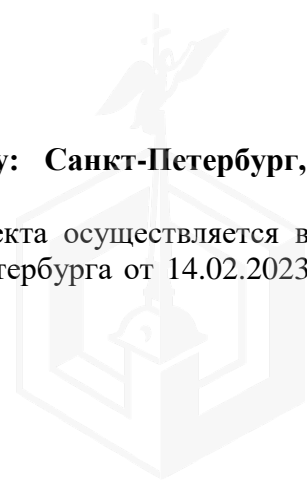 у: Санкт-Петербург,
екта осуществляется в
тербурга от 14.02.2023